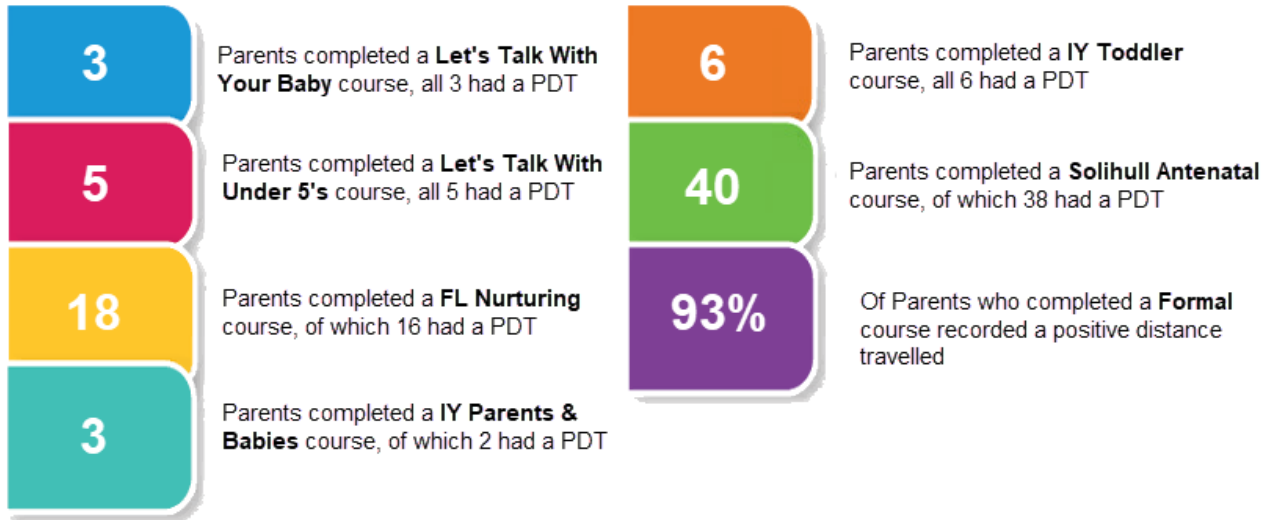 3
Parents completed a Let's Talk With
Your Baby course, all 3 had a PDT
5
Parents completed a Let's Talk With
Under 5's course, all 5 had a PDT
18
Parents completed a FL Nurturing
course, of which 16 had a PDT
3
Parents completed a IY Parents &
Babies course, of which 2 had a PDT
6
Parents completed a IY Toddler
course, all 6 had a PDT
40
Parents completed a Solihull Antenatal
course, of which 38 had a PDT
93%
Of Parents who completed a Formal
course recorded a positive distance
travelled